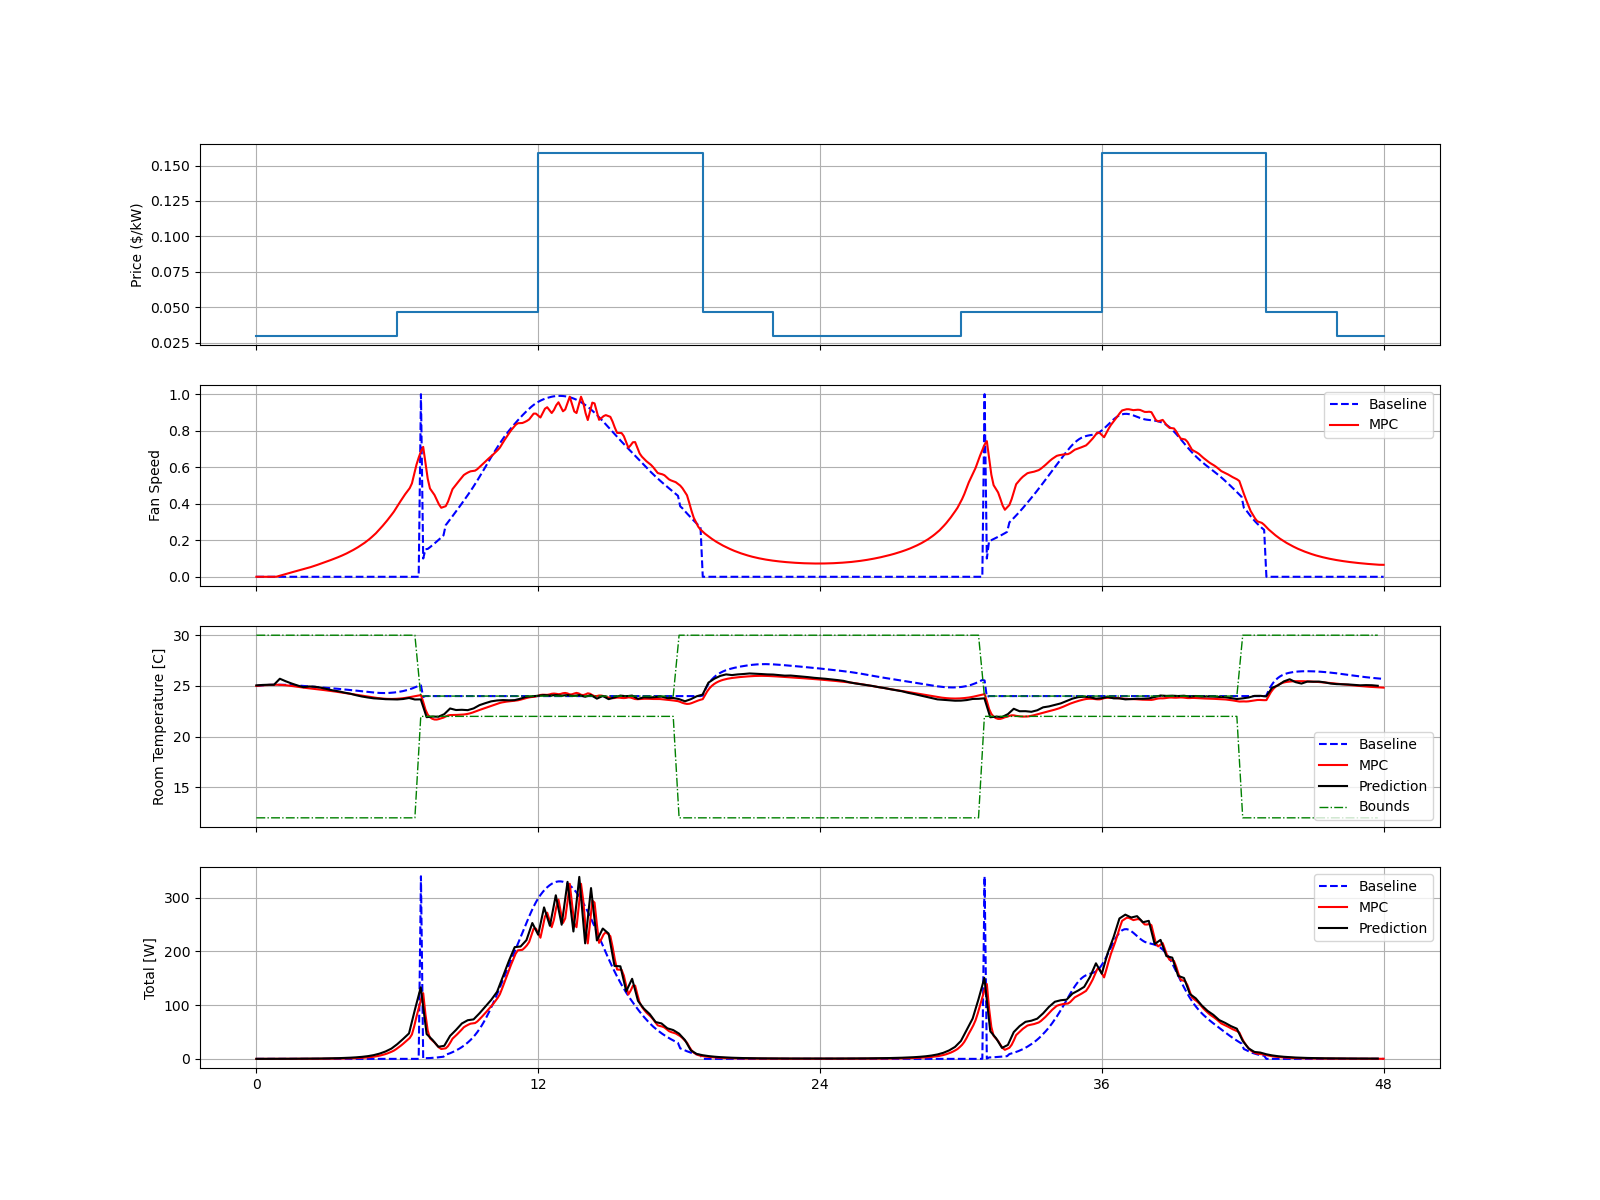 0.150
0.125
0.100
0.075
0.050
0.025
Price ($/kW)
1.0
0.8
0.6
0.4
0.2
0.0
Fan Speed
Baseline
MPC
30
25
20
15
Room Temperature [C]
Baseline
MPC
Prediction
Bounds
300
200
100
0
Total [W]
Baseline
MPC
Prediction
0 12 24 36 48